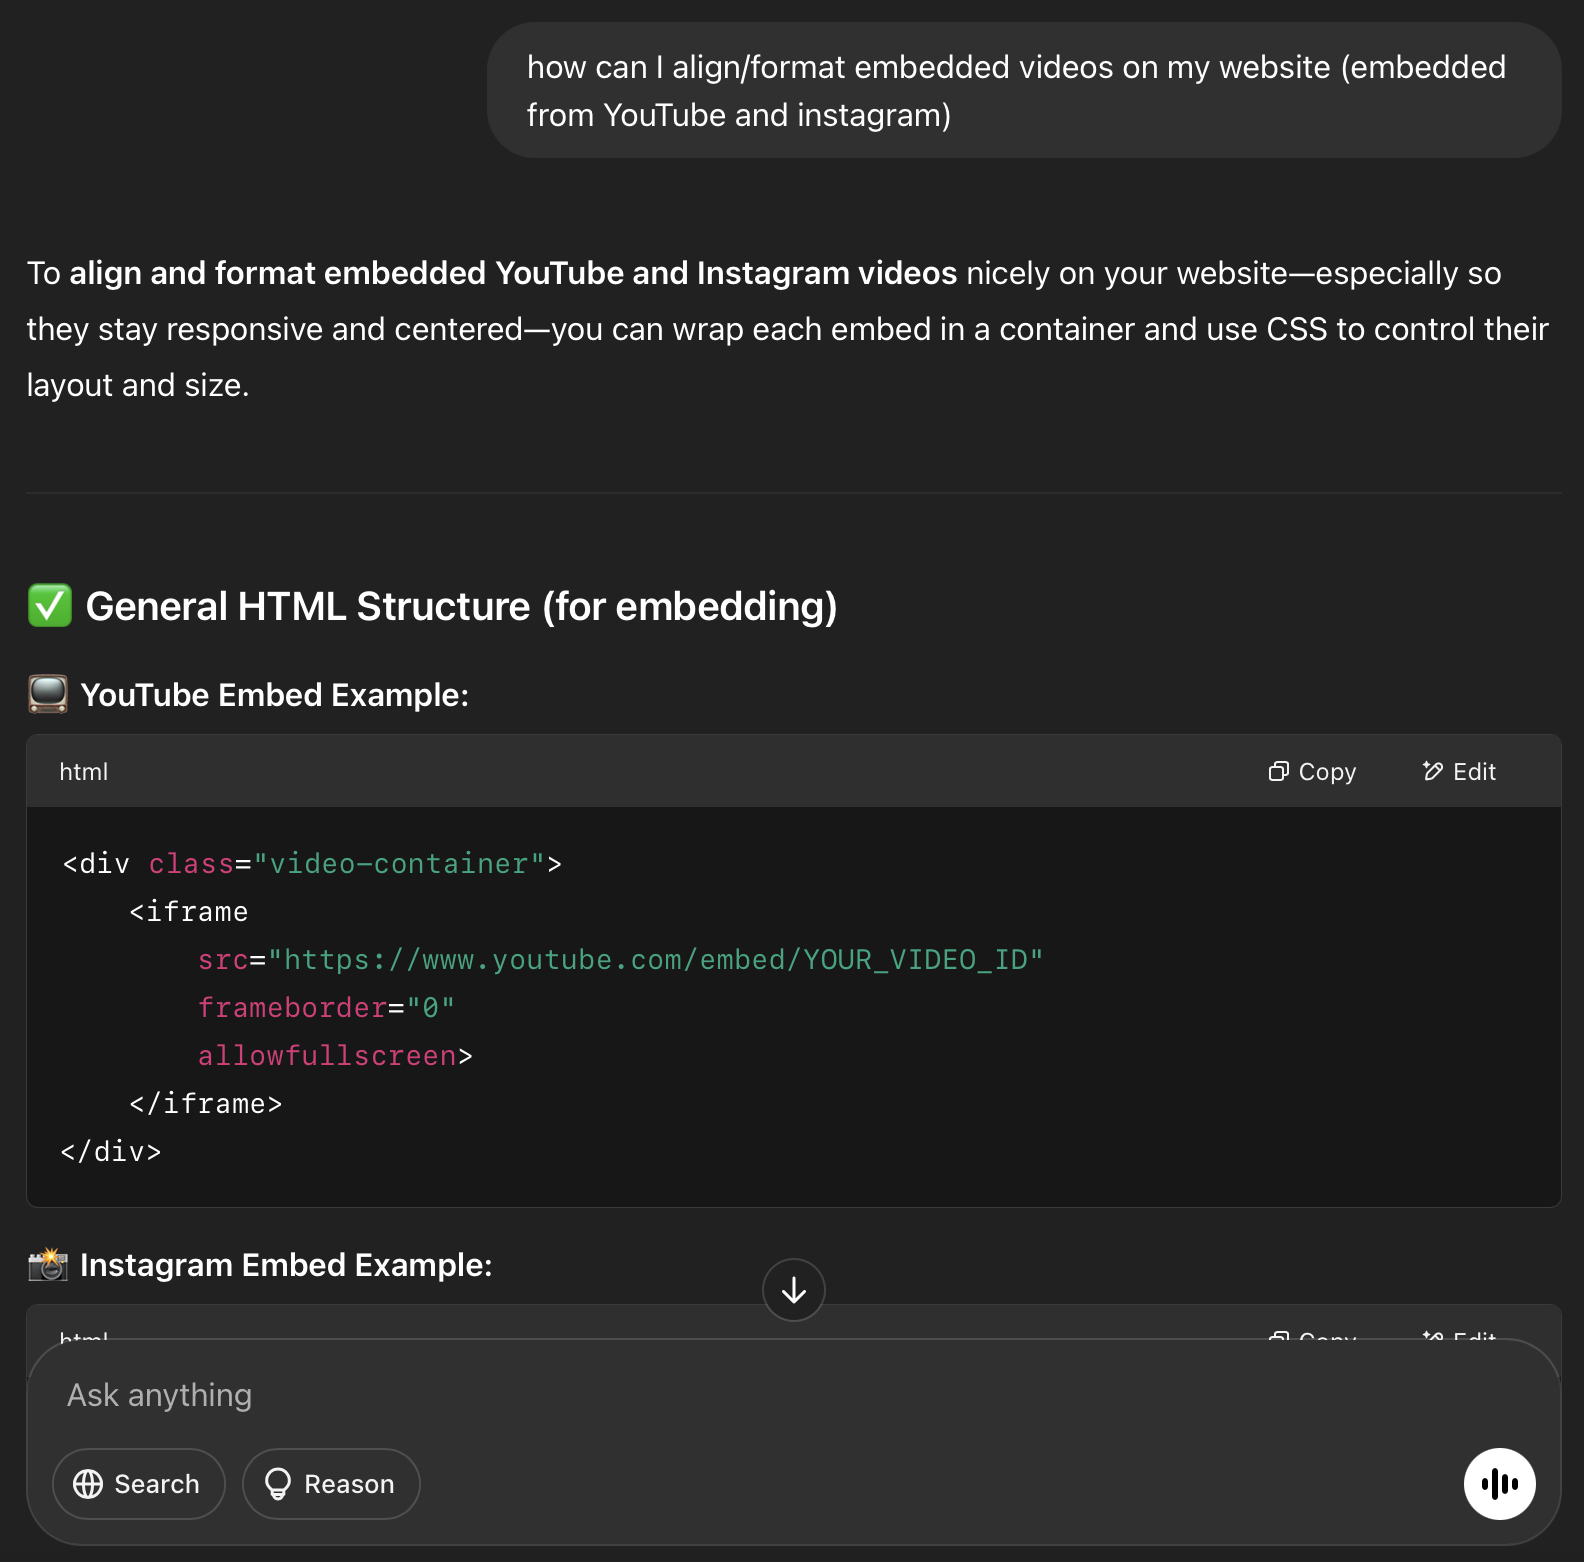 how can I align/format embedded videos on my website (embedded
from YouTube and instagram)
To align and format embedded YouTube and Instagram videos nicely on your website—especially so
they stay responsive and centered—you can wrap each embed in a container and use CSS to control their
layout and size.
✅ General HTML Structure (for embedding)
📺 YouTube Embed Example:
html Copy Edit
<div class="video-container">
    <iframe
        src="https://www.youtube.com/embed/YOUR_VIDEO_ID"
        frameborder="0"
        allowfullscreen>
    </iframe>
</div>
📸 Instagram Embed Example:
html Copy Edit
Ask anything
Search Reason